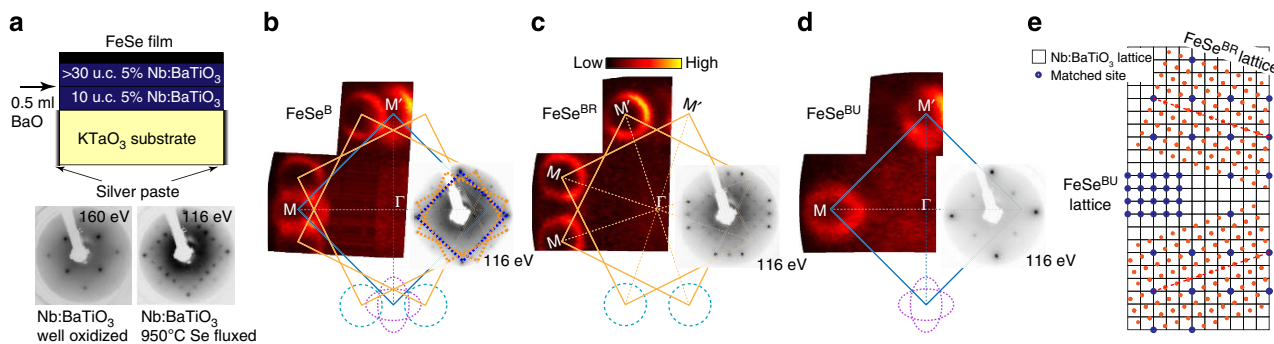 a
FeSe film
>30 u.c. 5% Nb:BaTiO₃
10 u.c. 5% Nb:BaTiO₃
0.5 ml
BaO
KTaO₃ substrate
Silver paste
160 eV
116 eV
Nb:BaTiO₃
well oxidized
Nb:BaTiO₃
950°C Se fluxed
b
FeSeᴮ
M′
M
Γ
116 eV
c
Low
High
FeSeᴮᴿ
M′
M′
M
M
Γ
116 eV
d
FeSeᴮᵁ
M′
M
Γ
116 eV
e
Nb:BaTiO₃
lattice
Matched site
FeSeᴮᴿ
lattice
FeSeᴮᵁ
lattice